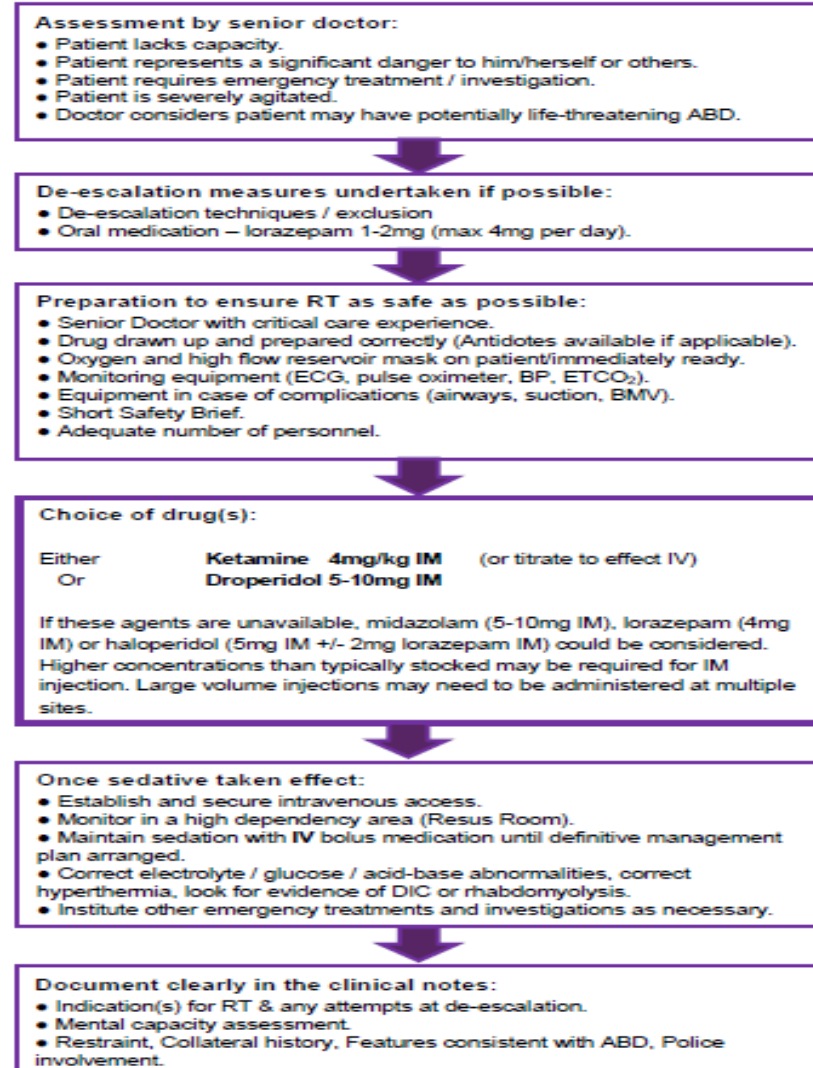 Assessment by senior doctor:
● Patient lacks capacity.
● Patient represents a significant danger to him/herself or others.
● Patient requires emergency treatment / investigation.
● Patient is severely agitated.
● Doctor considers patient may have potentially life-threatening ABD.
De-escalation measures undertaken if possible:
● De-escalation techniques / exclusion
● Oral medication – lorazepam 1-2mg (max 4mg per day).
Preparation to ensure RT as safe as possible:
● Senior Doctor with critical care experience.
● Drug drawn up and prepared correctly (Antidotes available if applicable).
● Oxygen and high flow reservoir mask on patient/immediately ready.
● Monitoring equipment (ECG, pulse oximeter, BP, ETCO₂).
● Equipment in case of complications (airways, suction, BMV).
● Short Safety Brief.
● Adequate number of personnel.
Choice of drug(s):
Either Ketamine 4mg/kg IM (or titrate to effect IV)
Or Droperidol 5-10mg IM
If these agents are unavailable, midazolam (5-10mg IM), lorazepam (4mg
IM) or haloperidol (5mg IM +/- 2mg lorazepam IM) could be considered.
Higher concentrations than typically stocked may be required for IM
injection. Large volume injections may need to be administered at multiple
sites.
Once sedative taken effect:
● Establish and secure intravenous access.
● Monitor in a high dependency area (Resus Room).
● Maintain sedation with IV bolus medication until definitive management
plan arranged.
● Correct electrolyte / glucose / acid-base abnormalities, correct
hyperthermia, look for evidence of DIC or rhabdomyolysis.
● Institute other emergency treatments and investigations as necessary.
Document clearly in the clinical notes:
● Indication(s) for RT & any attempts at de-escalation.
● Mental capacity assessment.
● Restraint, Collateral history, Features consistent with ABD, Police
involvement.